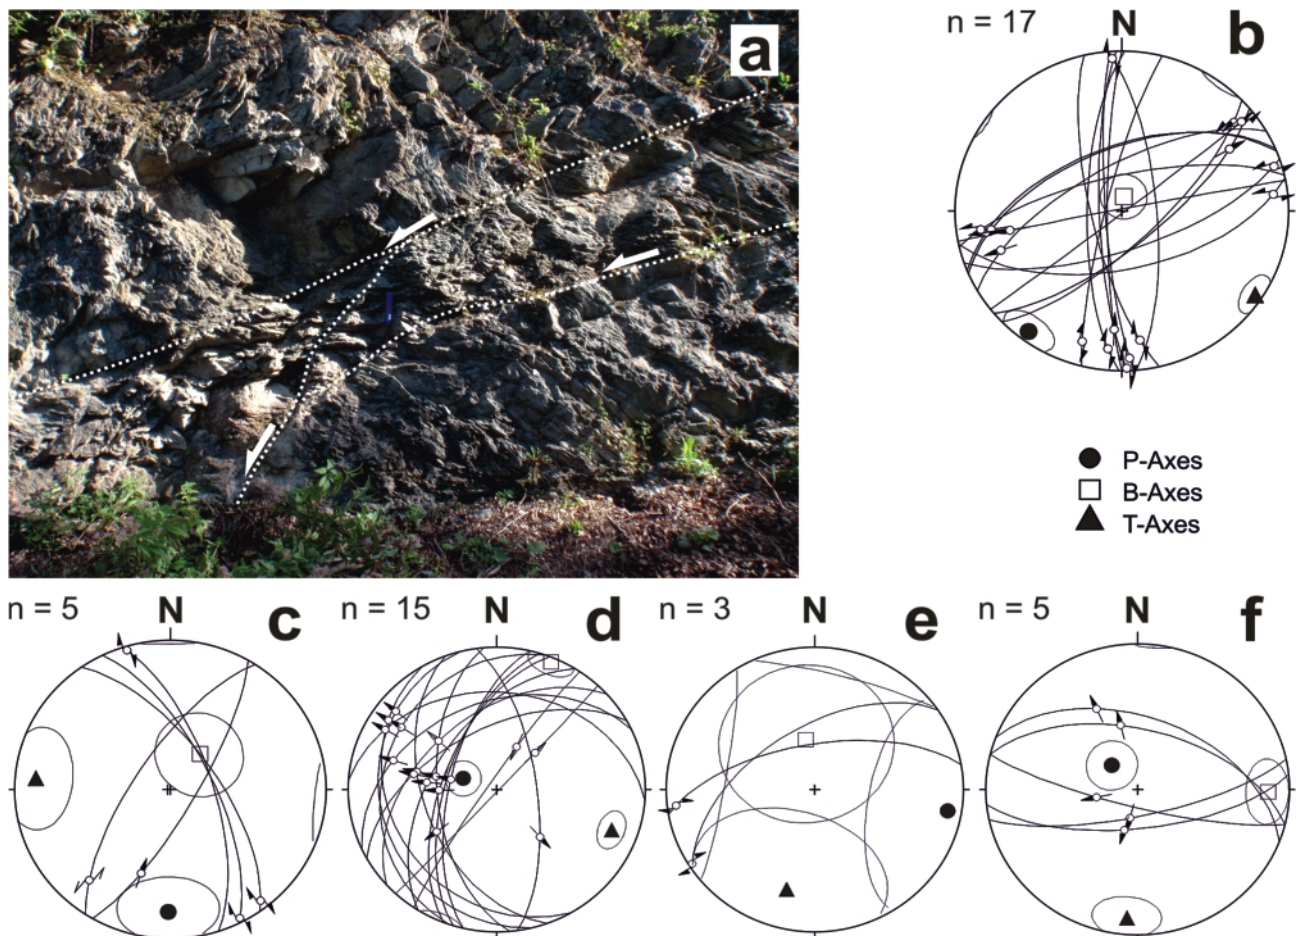 a
n = 17
N
b
P-Axes
B-Axes
T-Axes
n = 5
N
c
n = 15
N
d
n = 3
N
e
n = 5
N
f